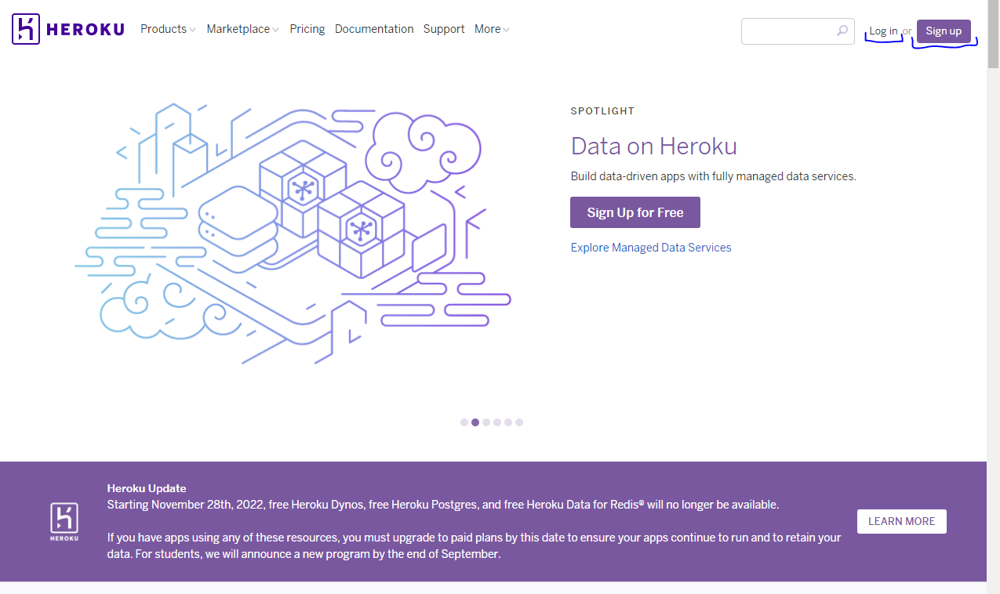 HEROKU Products Marketplace Pricing Documentation Support More Log in or Sign up
SPOTLIGHT
Data on Heroku
Build data-driven apps with fully managed data services.
Sign Up for Free
Explore Managed Data Services
Heroku Update
Starting November 28th, 2022, free Heroku Dynos, free Heroku Postgres, and free Heroku Data for Redis® will no longer be available.
If you have apps using any of these resources, you must upgrade to paid plans by this date to ensure your apps continue to run and to retain your
data. For students, we will announce a new program by the end of September.
HEROKU
LEARN MORE